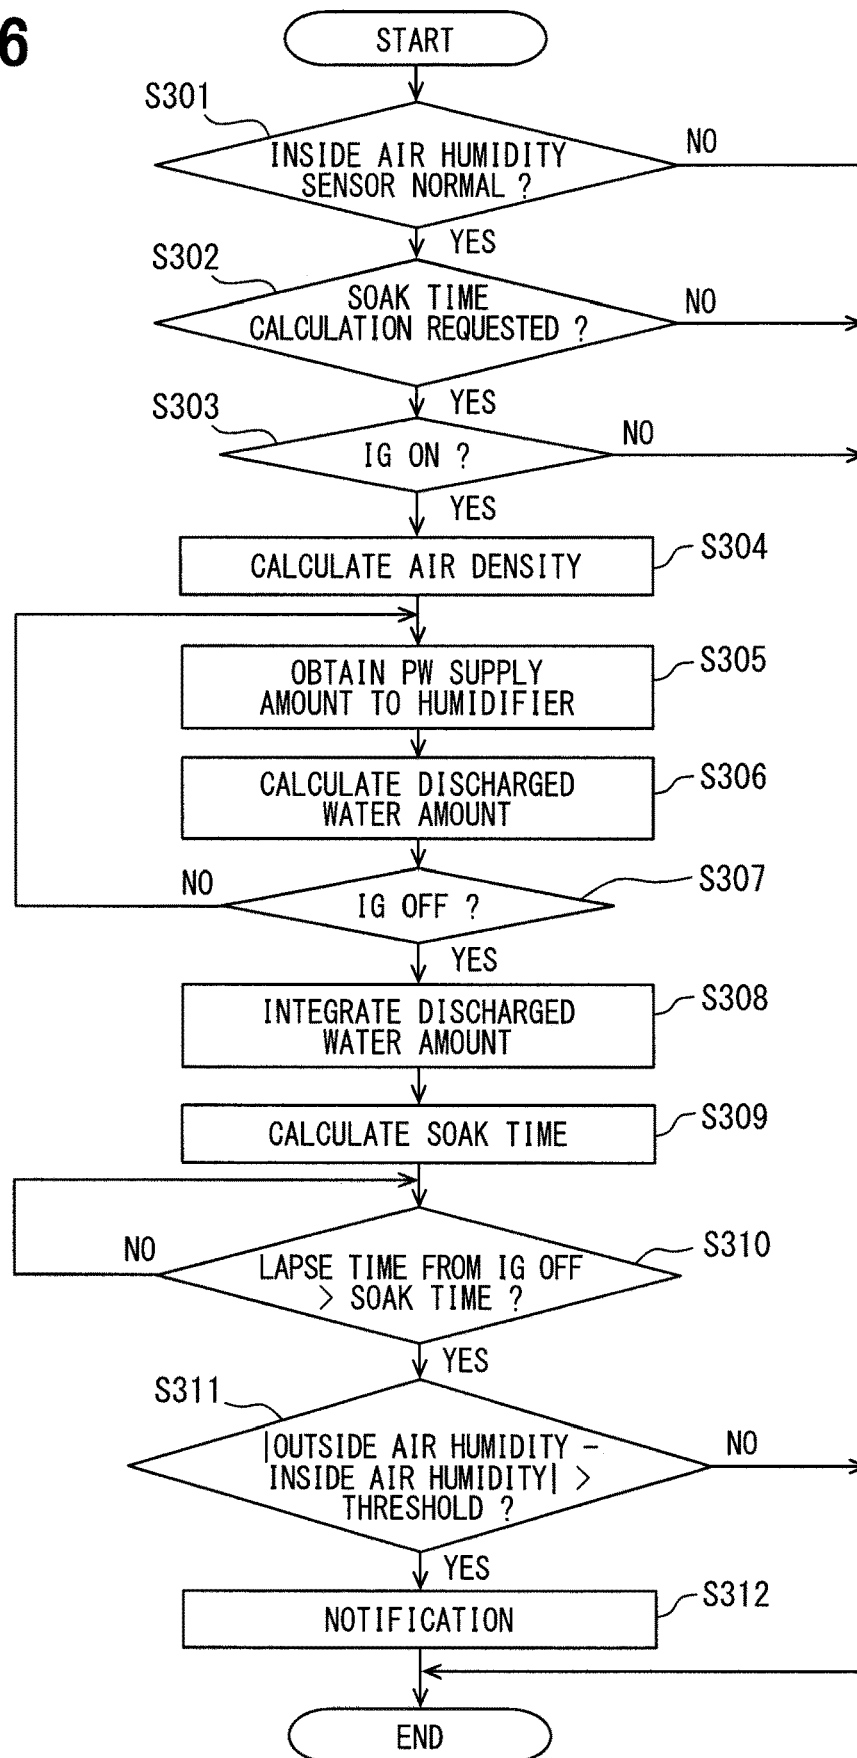 6
START
S301
INSIDE AIR HUMIDITY
SENSOR NORMAL ?
NO
YES
S302
SOAK TIME
CALCULATION REQUESTED ?
NO
YES
S303
IG ON ?
NO
YES
CALCULATE AIR DENSITY
S304
OBTAIN PW SUPPLY
AMOUNT TO HUMIDIFIER
S305
CALCULATE DISCHARGED
WATER AMOUNT
S306
NO
IG OFF ?
S307
YES
INTEGRATE DISCHARGED
WATER AMOUNT
S308
CALCULATE SOAK TIME
S309
NO
LAPSE TIME FROM IG OFF
> SOAK TIME ?
S310
YES
S311
|OUTSIDE AIR HUMIDITY -
INSIDE AIR HUMIDITY| >
THRESHOLD ?
NO
YES
NOTIFICATION
S312
END